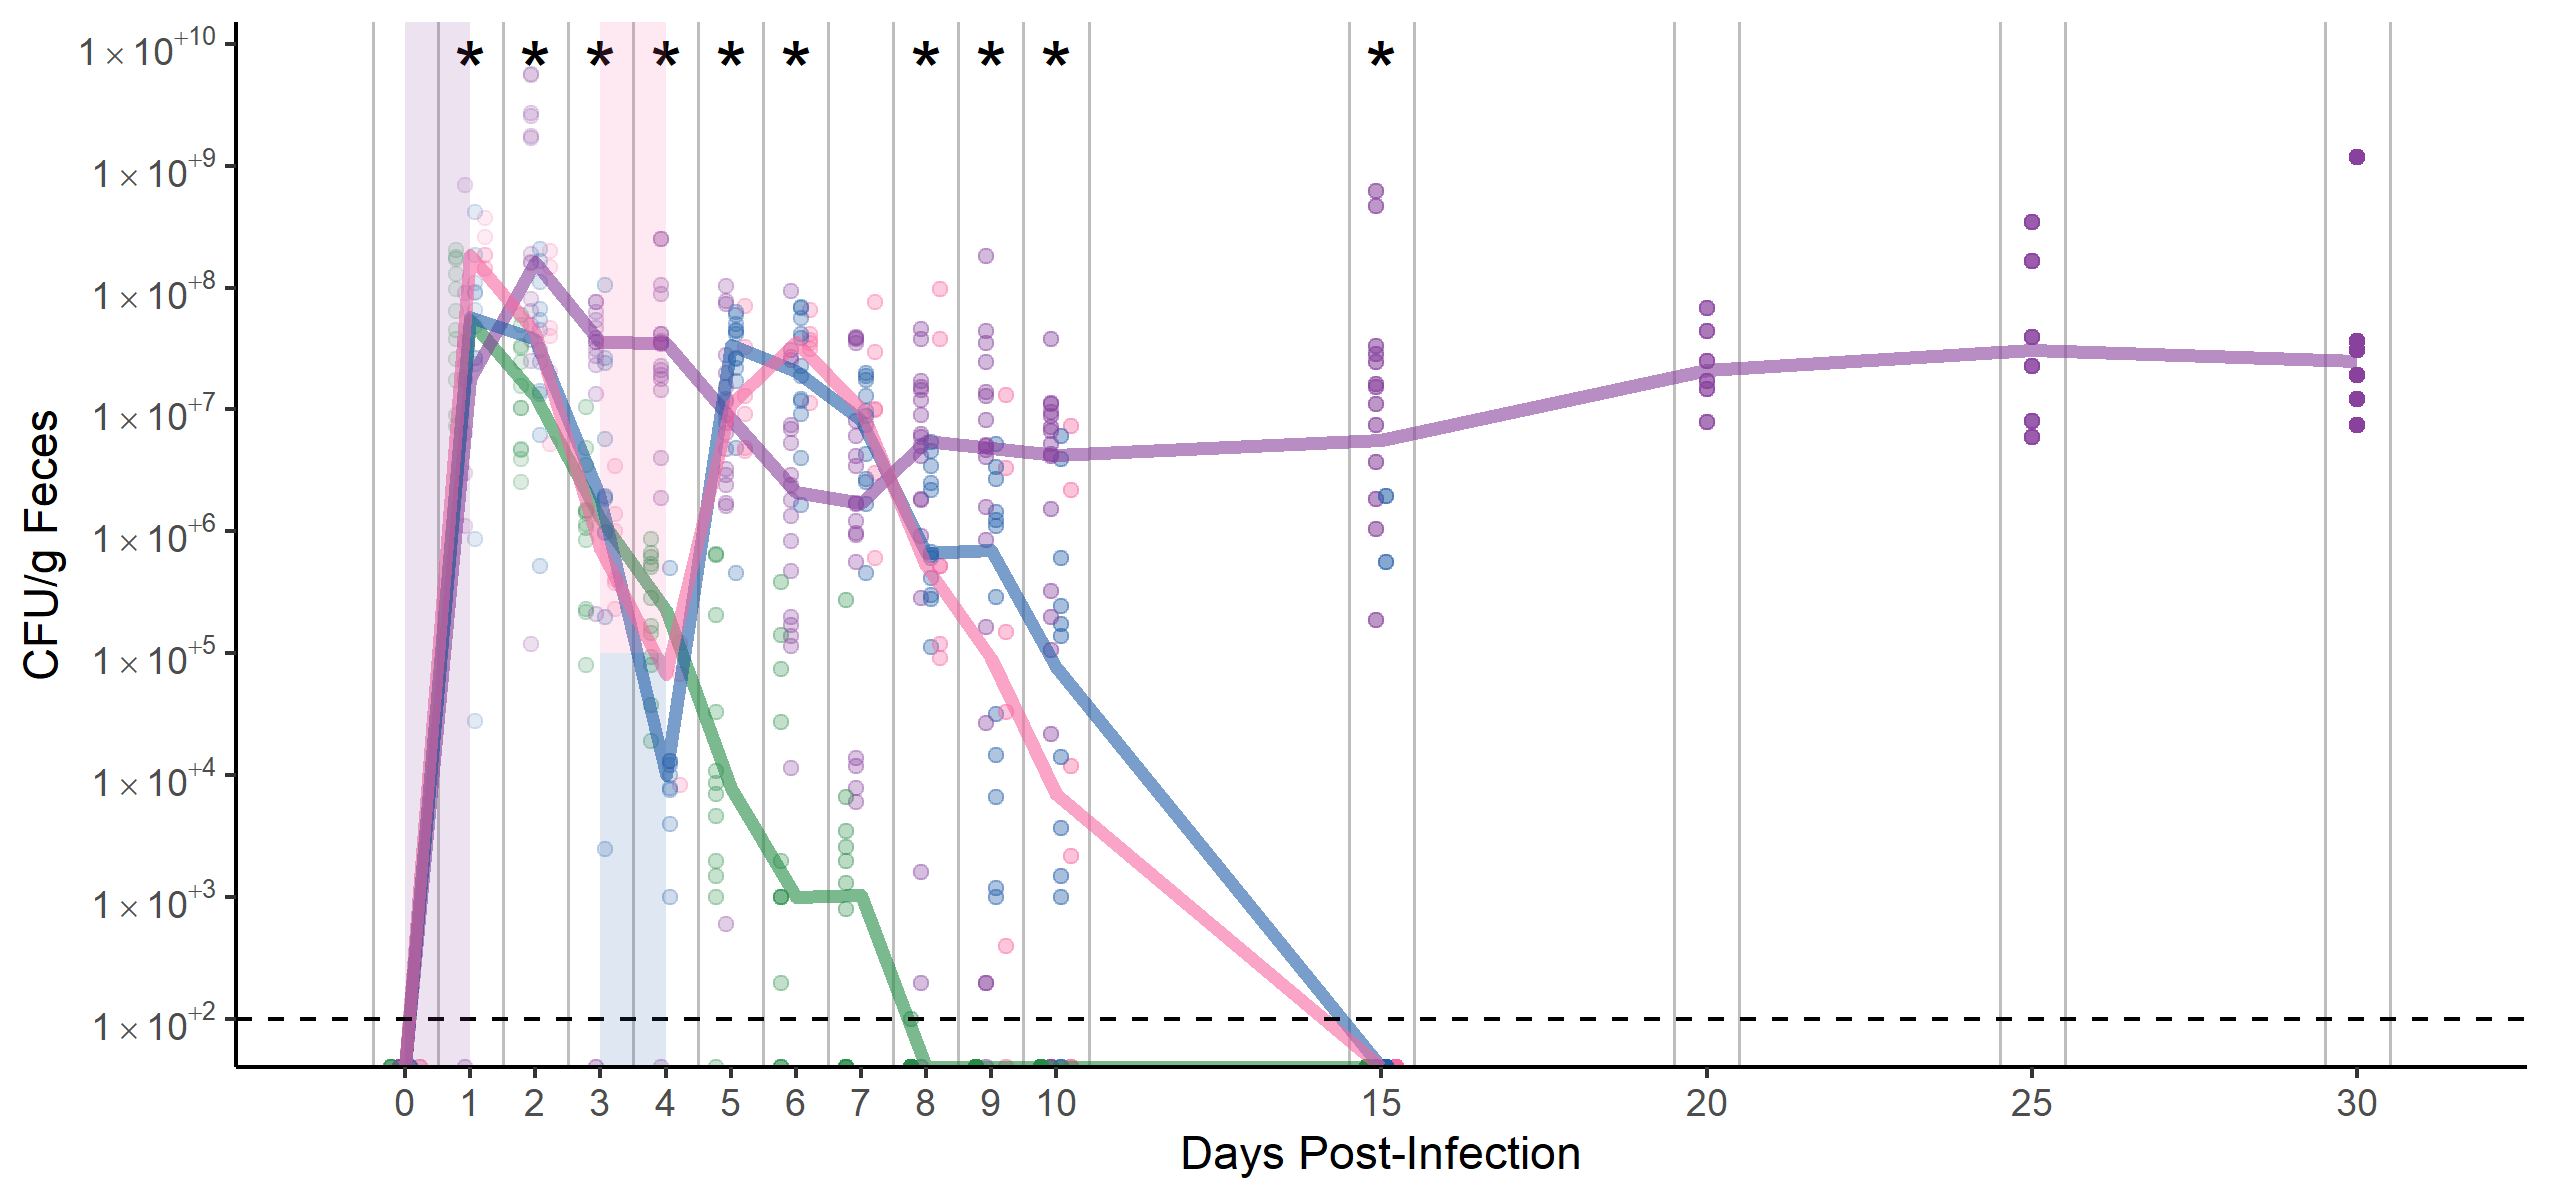 * * * * * * * * * *
1 × 10⁺¹⁰
1 × 10⁺⁹
1 × 10⁺⁸
1 × 10⁺⁷
1 × 10⁺⁶
1 × 10⁺⁵
1 × 10⁺⁴
1 × 10⁺³
1 × 10⁺²
CFU/g Feces
0 1 2 3 4 5 6 7 8 9 10 15 20 25 30
Days Post-Infection